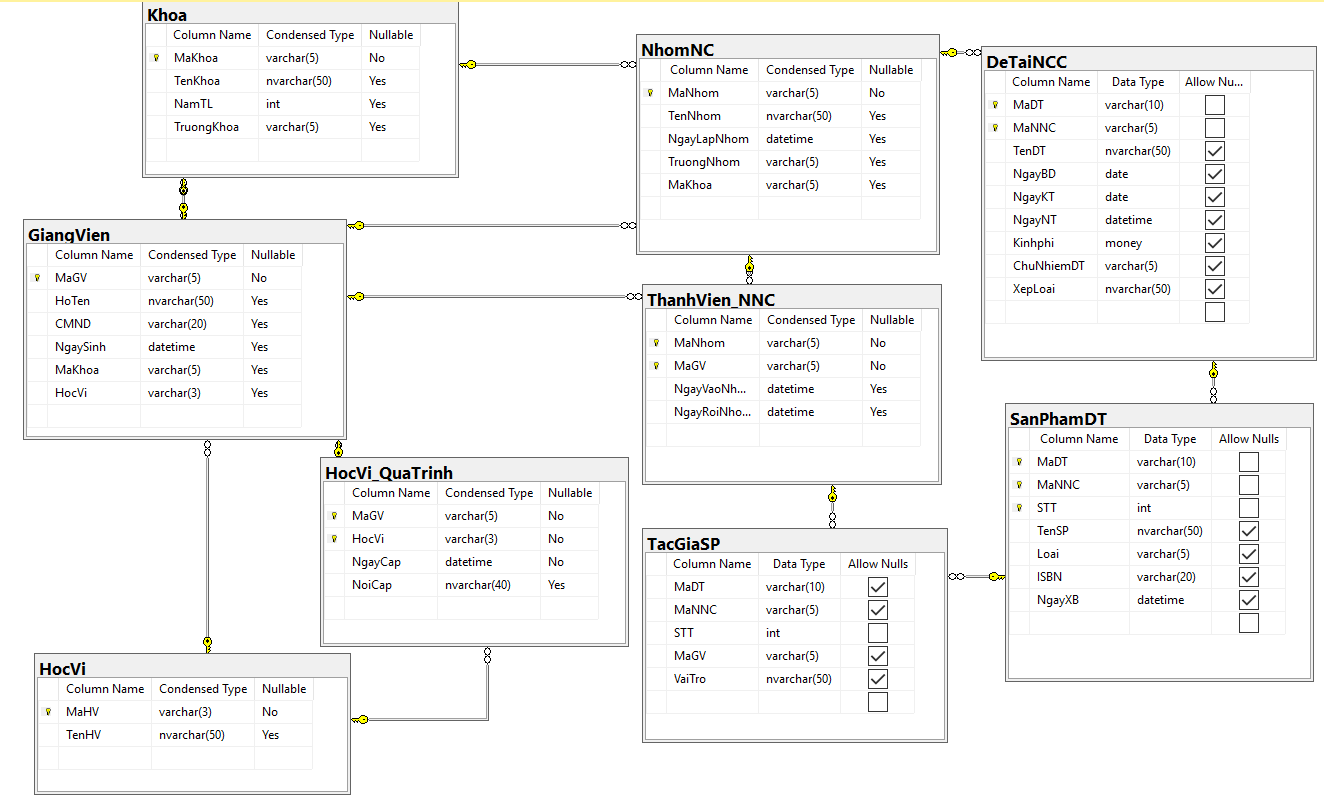 Khoa
Column Name Condensed Type Nullable
MaKhoa varchar(5) No
TenKhoa nvarchar(50) Yes
NamTL int Yes
TruongKhoa varchar(5) Yes
NhomNC
Column Name Condensed Type Nullable
MaNhom varchar(5) No
TenNhom nvarchar(50) Yes
NgayLapNhom datetime Yes
TruongNhom varchar(5) Yes
MaKhoa varchar(5) Yes
DeTaiNCC
Column Name Data Type Allow Nu...
MaDT varchar(10)
MaNNC varchar(5)
TenDT nvarchar(50)
NgayBD date
NgayKT date
NgayNT datetime
Kinhphi money
ChuNhiemDT varchar(5)
XepLoai nvarchar(50)
GiangVien
Column Name Condensed Type Nullable
MaGV varchar(5) No
HoTen nvarchar(50) Yes
CMND varchar(20) Yes
NgaySinh datetime Yes
MaKhoa varchar(5) Yes
HocVi varchar(3) Yes
ThanhVien_NNC
Column Name Condensed Type Nullable
MaNhom varchar(5) No
MaGV varchar(5) No
NgayVaoNh... datetime Yes
NgayRoiNho... datetime Yes
SanPhamDT
Column Name Data Type Allow Nulls
MaDT varchar(10)
MaNNC varchar(5)
STT int
TenSP nvarchar(50)
Loai varchar(5)
ISBN varchar(20)
NgayXB datetime
HocVi_QuaTrinh
Column Name Condensed Type Nullable
MaGV varchar(5) No
HocVi varchar(3) No
NgayCap datetime No
NoiCap nvarchar(40) Yes
TacGiaSP
Column Name Data Type Allow Nulls
MaDT varchar(10)
MaNNC varchar(5)
STT int
MaGV varchar(5)
VaiTro nvarchar(50)
HocVi
Column Name Condensed Type Nullable
MaHV varchar(3) No
TenHV nvarchar(50) Yes